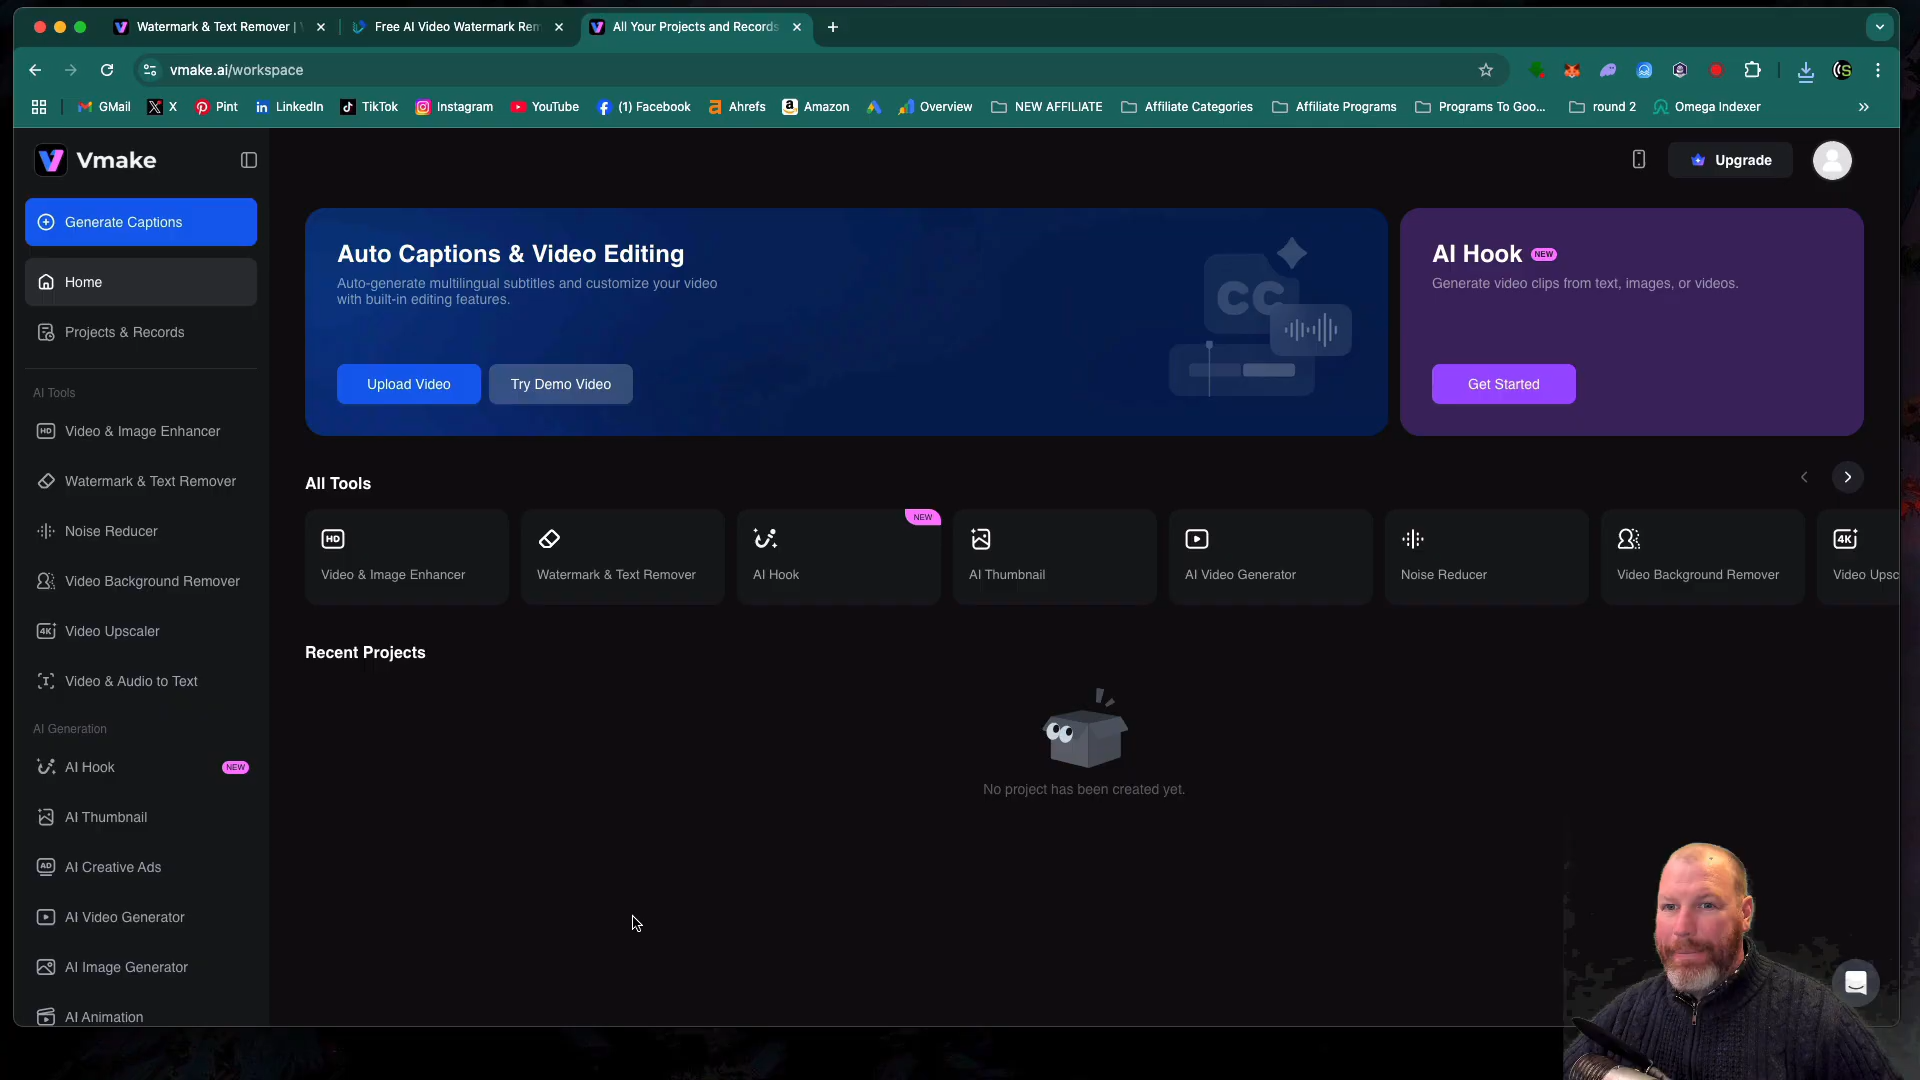 Watermark & Text Remover |
Free AI Video Watermark Rem
All Your Projects and Records
vmake.ai/workspace
GMail
X
Pint
LinkedIn
TikTok
Instagram
YouTube
(1) Facebook
Ahrefs
Amazon
Overview
NEW AFFILIATE
Affiliate Categories
Affiliate Programs
Programs To Goo...
round 2
Omega Indexer
Vmake
Upgrade
Generate Captions
Home
Projects & Records
AI Tools
HD Video & Image Enhancer
Watermark & Text Remover
Noise Reducer
Video Background Remover
4K Video Upscaler
Video & Audio to Text
AI Generation
AI Hook NEW
AI Thumbnail
AD AI Creative Ads
AI Video Generator
AI Image Generator
AI Animation
Auto Captions & Video Editing
Auto-generate multilingual subtitles and customize your video
with built-in editing features.
Upload Video
Try Demo Video
CC
AI Hook NEW
Generate video clips from text, images, or videos.
Get Started
All Tools
HD
Video & Image Enhancer
Watermark & Text Remover
NEW
AI Hook
AI Thumbnail
AI Video Generator
Noise Reducer
Video Background Remover
4K
Video Upsc
Recent Projects
No project has been created yet.